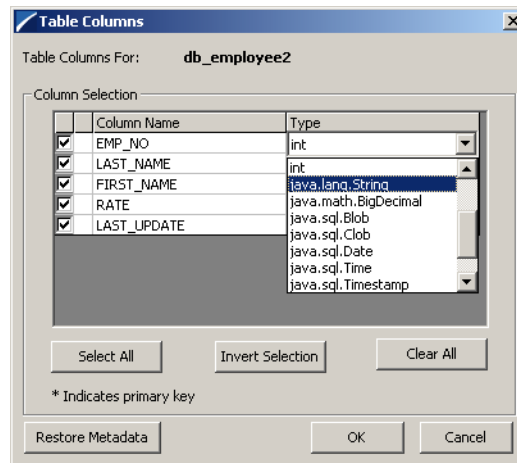 Table Columns
Table Columns For: db_employee2
Column Selection
Column Name Type
EMP_NO int
LAST_NAME int
FIRST_NAME java.lang.String
RATE java.math.BigDecimal
LAST_UPDATE java.sql.Blob
java.sql.Clob
java.sql.Date
java.sql.Time
java.sql.Timestamp
Select All Invert Selection Clear All
* Indicates primary key
Restore Metadata OK Cancel